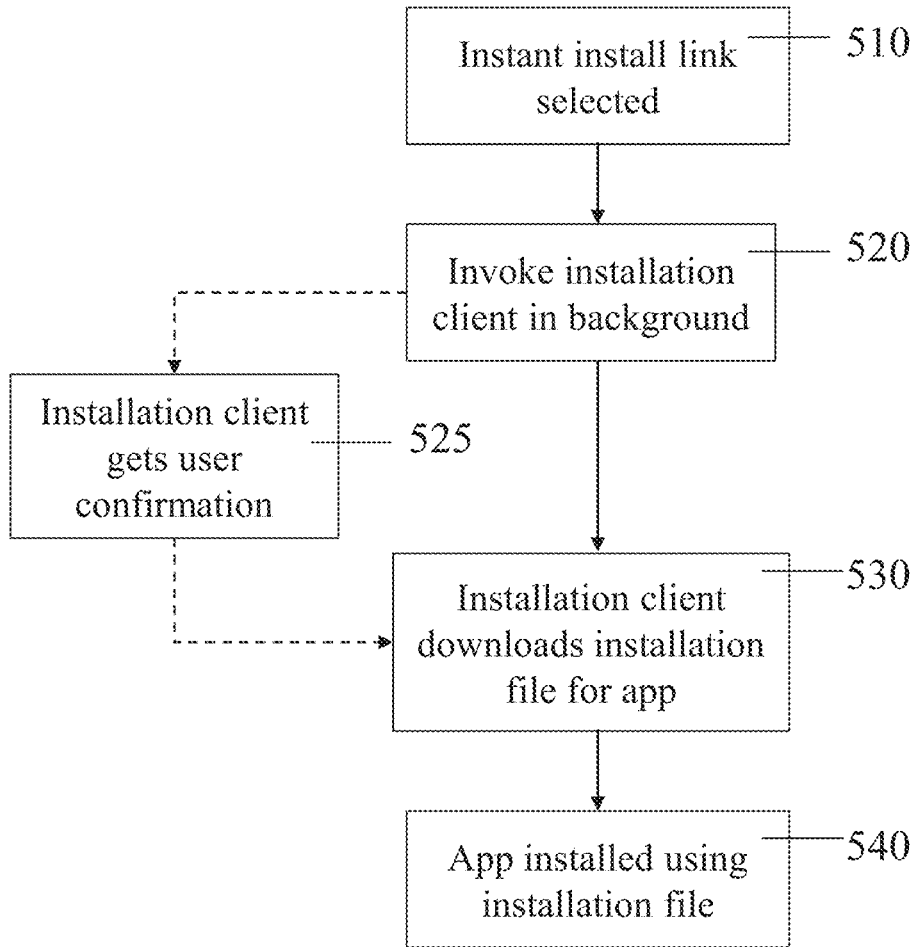 Instant install link
selected
510
Invoke installation
client in background
520
Installation client
gets user
confirmation
525
Installation client
downloads installation
file for app
530
App installed using
installation file
540